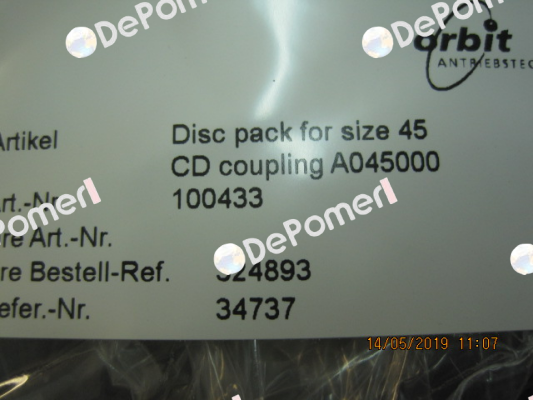 orbit
ANTRIEBSTEC
Artikel Disc pack for size 45
CD coupling A045000
Art.-Nr. 100433
re Art.-Nr.
re Bestell-Ref. 324893
efer.-Nr. 34737
14/05/2019 11:07
DePomerl
DePomerl
DePomerl
DePomerl